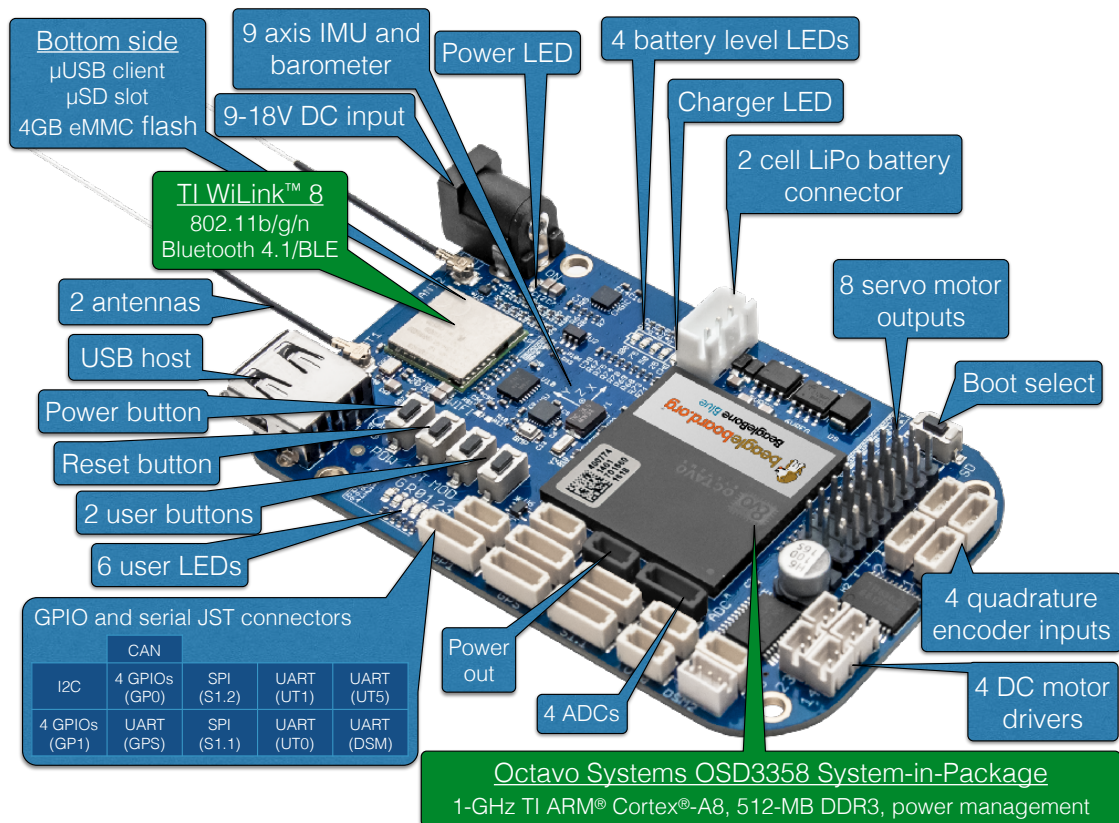 Bottom side
µUSB client
µSD slot
4GB eMMC flash
9 axis IMU and
barometer
Power LED
4 battery level LEDs
9-18V DC input
Charger LED
2 cell LiPo battery
connector
TI WiLink™ 8
802.11b/g/n
Bluetooth 4.1/BLE
2 antennas
8 servo motor
outputs
USB host
Boot select
Power button
Reset button
2 user buttons
6 user LEDs
beagleboard.org
BeagleBone Blue
OCTAVO
GPIO and serial JST connectors
CAN
I2C
4 GPIOs
(GP0)
SPI
(S1.2)
UART
(UT1)
UART
(UT5)
4 GPIOs
(GP1)
UART
(GPS)
SPI
(S1.1)
UART
(UT0)
UART
(DSM)
Power
out
4 ADCs
4 quadrature
encoder inputs
4 DC motor
drivers
Octavo Systems OSD3358 System-in-Package
1-GHz TI ARM® Cortex®-A8, 512-MB DDR3, power management